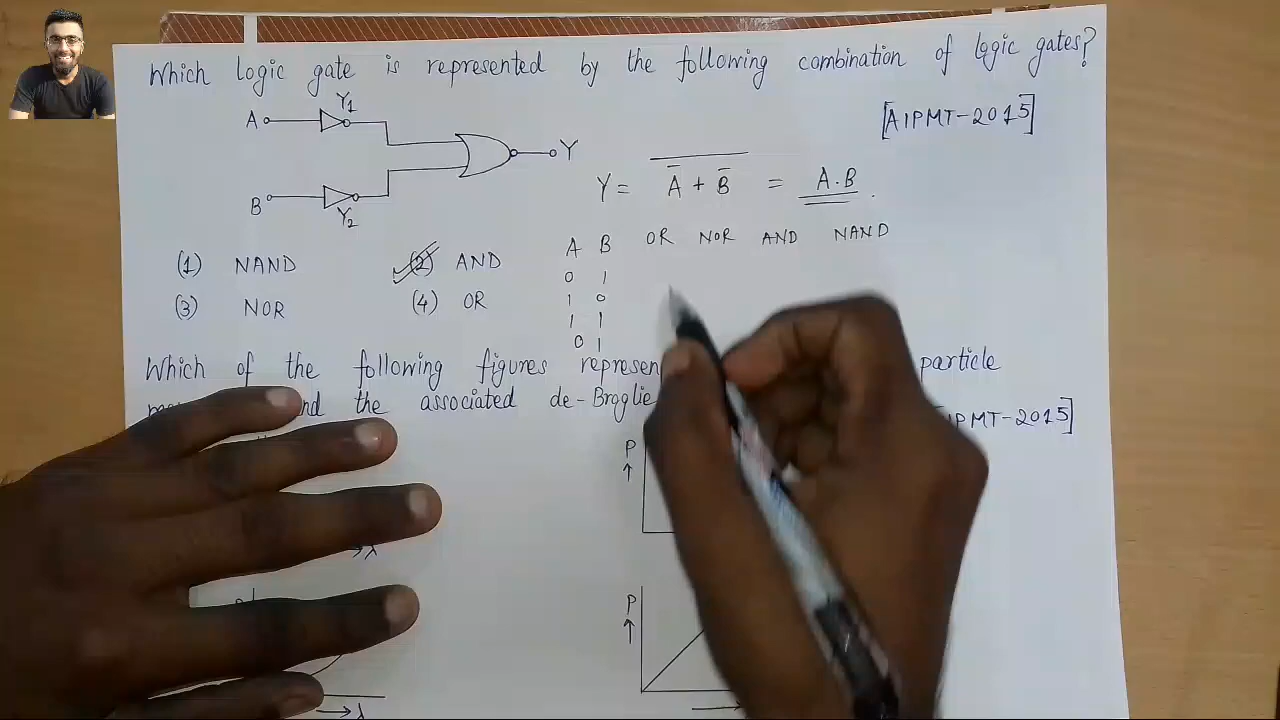 Which logic gate is represented by the following combination of logic gates?
[AIPMT-2015]
A Y1
Y
B Y2
Y = A̅ + B̅ = A.B
(1) NAND (2) AND
(3) NOR (4) OR
A B OR NOR AND NAND
0 1
1 0
1 1
0 1
Which of the following figures particle
the associated de-Broglie
IPMT-2015]
P
λ
P
λ